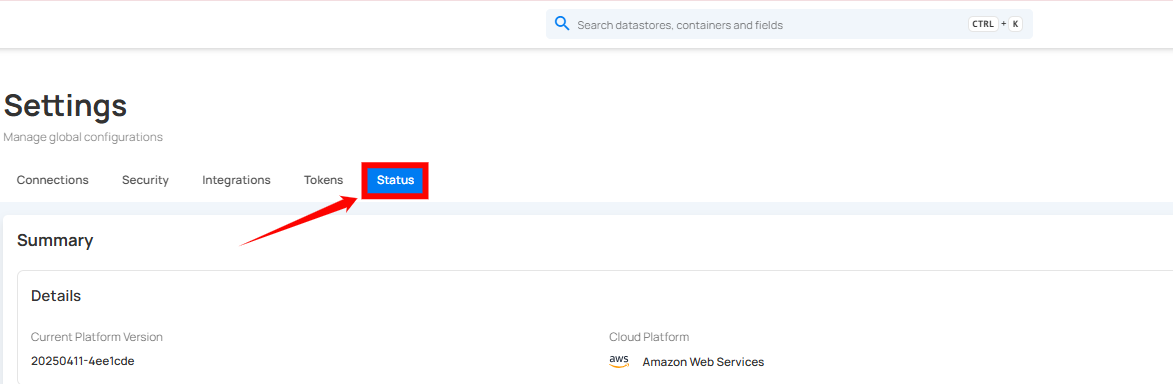 Search datastores, containers and fields CTRL + K
Settings
Manage global configurations
Connections Security Integrations Tokens Status
Summary
Details
Current Platform Version Cloud Platform
20250411-4ee1cde aws Amazon Web Services